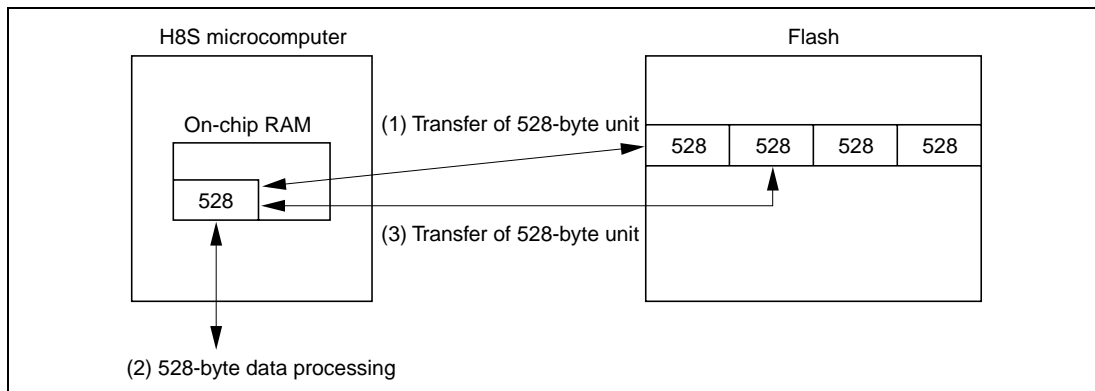 H8S microcomputer
Flash
On-chip RAM
(1) Transfer of 528-byte unit
528 528 528 528
528
(3) Transfer of 528-byte unit
(2) 528-byte data processing